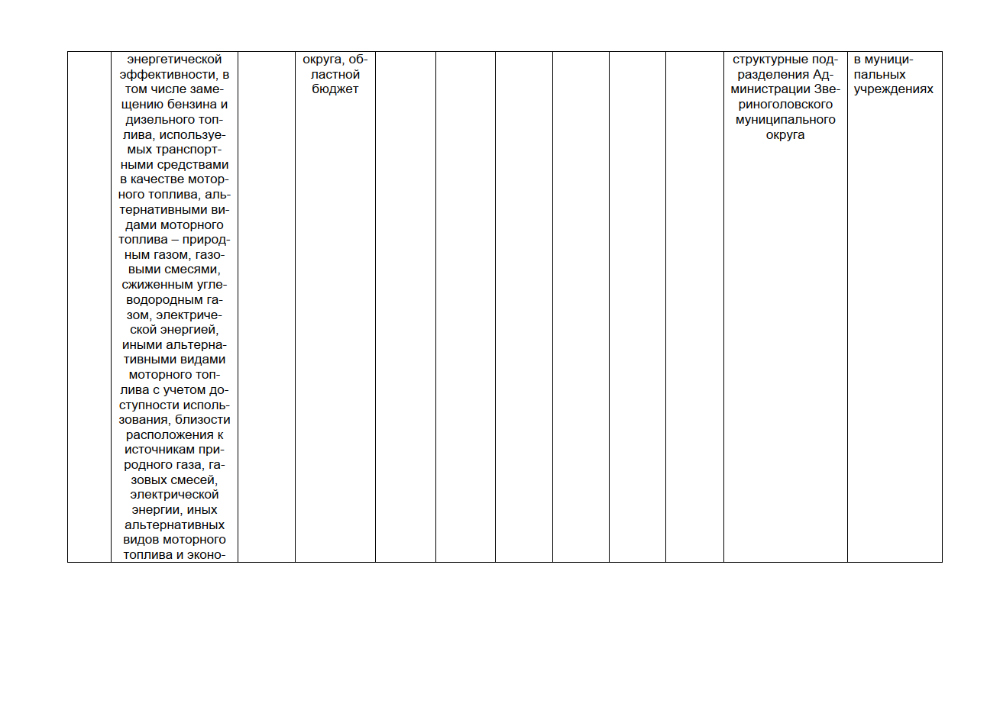 энергетической
эффективности, в
том числе заме-
щению бензина и
дизельного топ-
лива, используе-
мых транспорт-
ными средствами
в качестве мотор-
ного топлива, аль-
тернативными ви-
дами моторного
топлива – природ-
ным газом, газо-
выми смесями,
сжиженным угле-
водородным га-
зом, электриче-
ской энергией,
иными альтерна-
тивными видами
моторного топ-
лива с учетом до-
ступности исполь-
зования, близости
расположения к
источникам при-
родного газа, га-
зовых смесей,
электрической
энергии, иных
альтернативных
видов моторного
топлива и эконо-
округа, об-
ластной
бюджет
структурные под-
разделения Ад-
министрации Зве-
риноголовского
муниципального
округа
в муници-
пальных
учреждениях